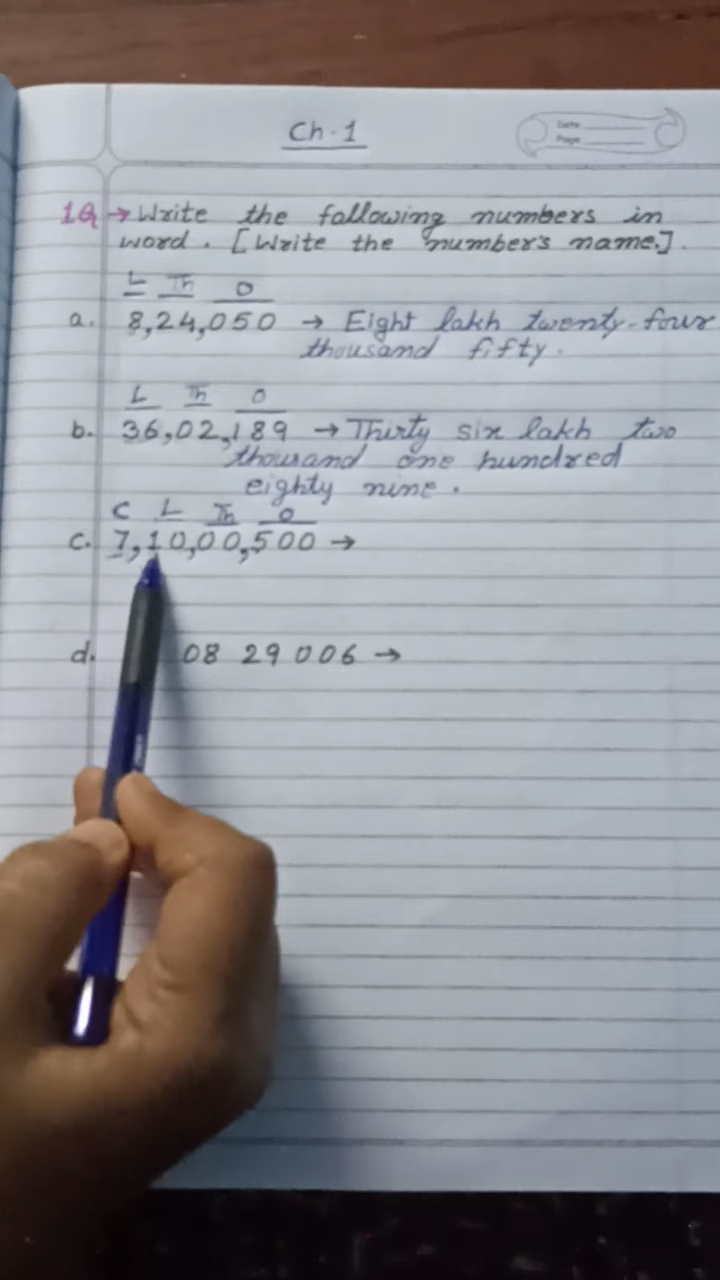 Ch-1
Date
Page
1Q → Write the following numbers in
word. [Write the number's name.].
L Th O
a. 8,24,050 → Eight lakh twenty-four
thousand fifty.
L Th O
b. 36,02,189 → Thirty six lakh two
thousand one hundred
eighty nine.
C L Th O
c. 7,10,00,500 →
d. 08 29 006 →